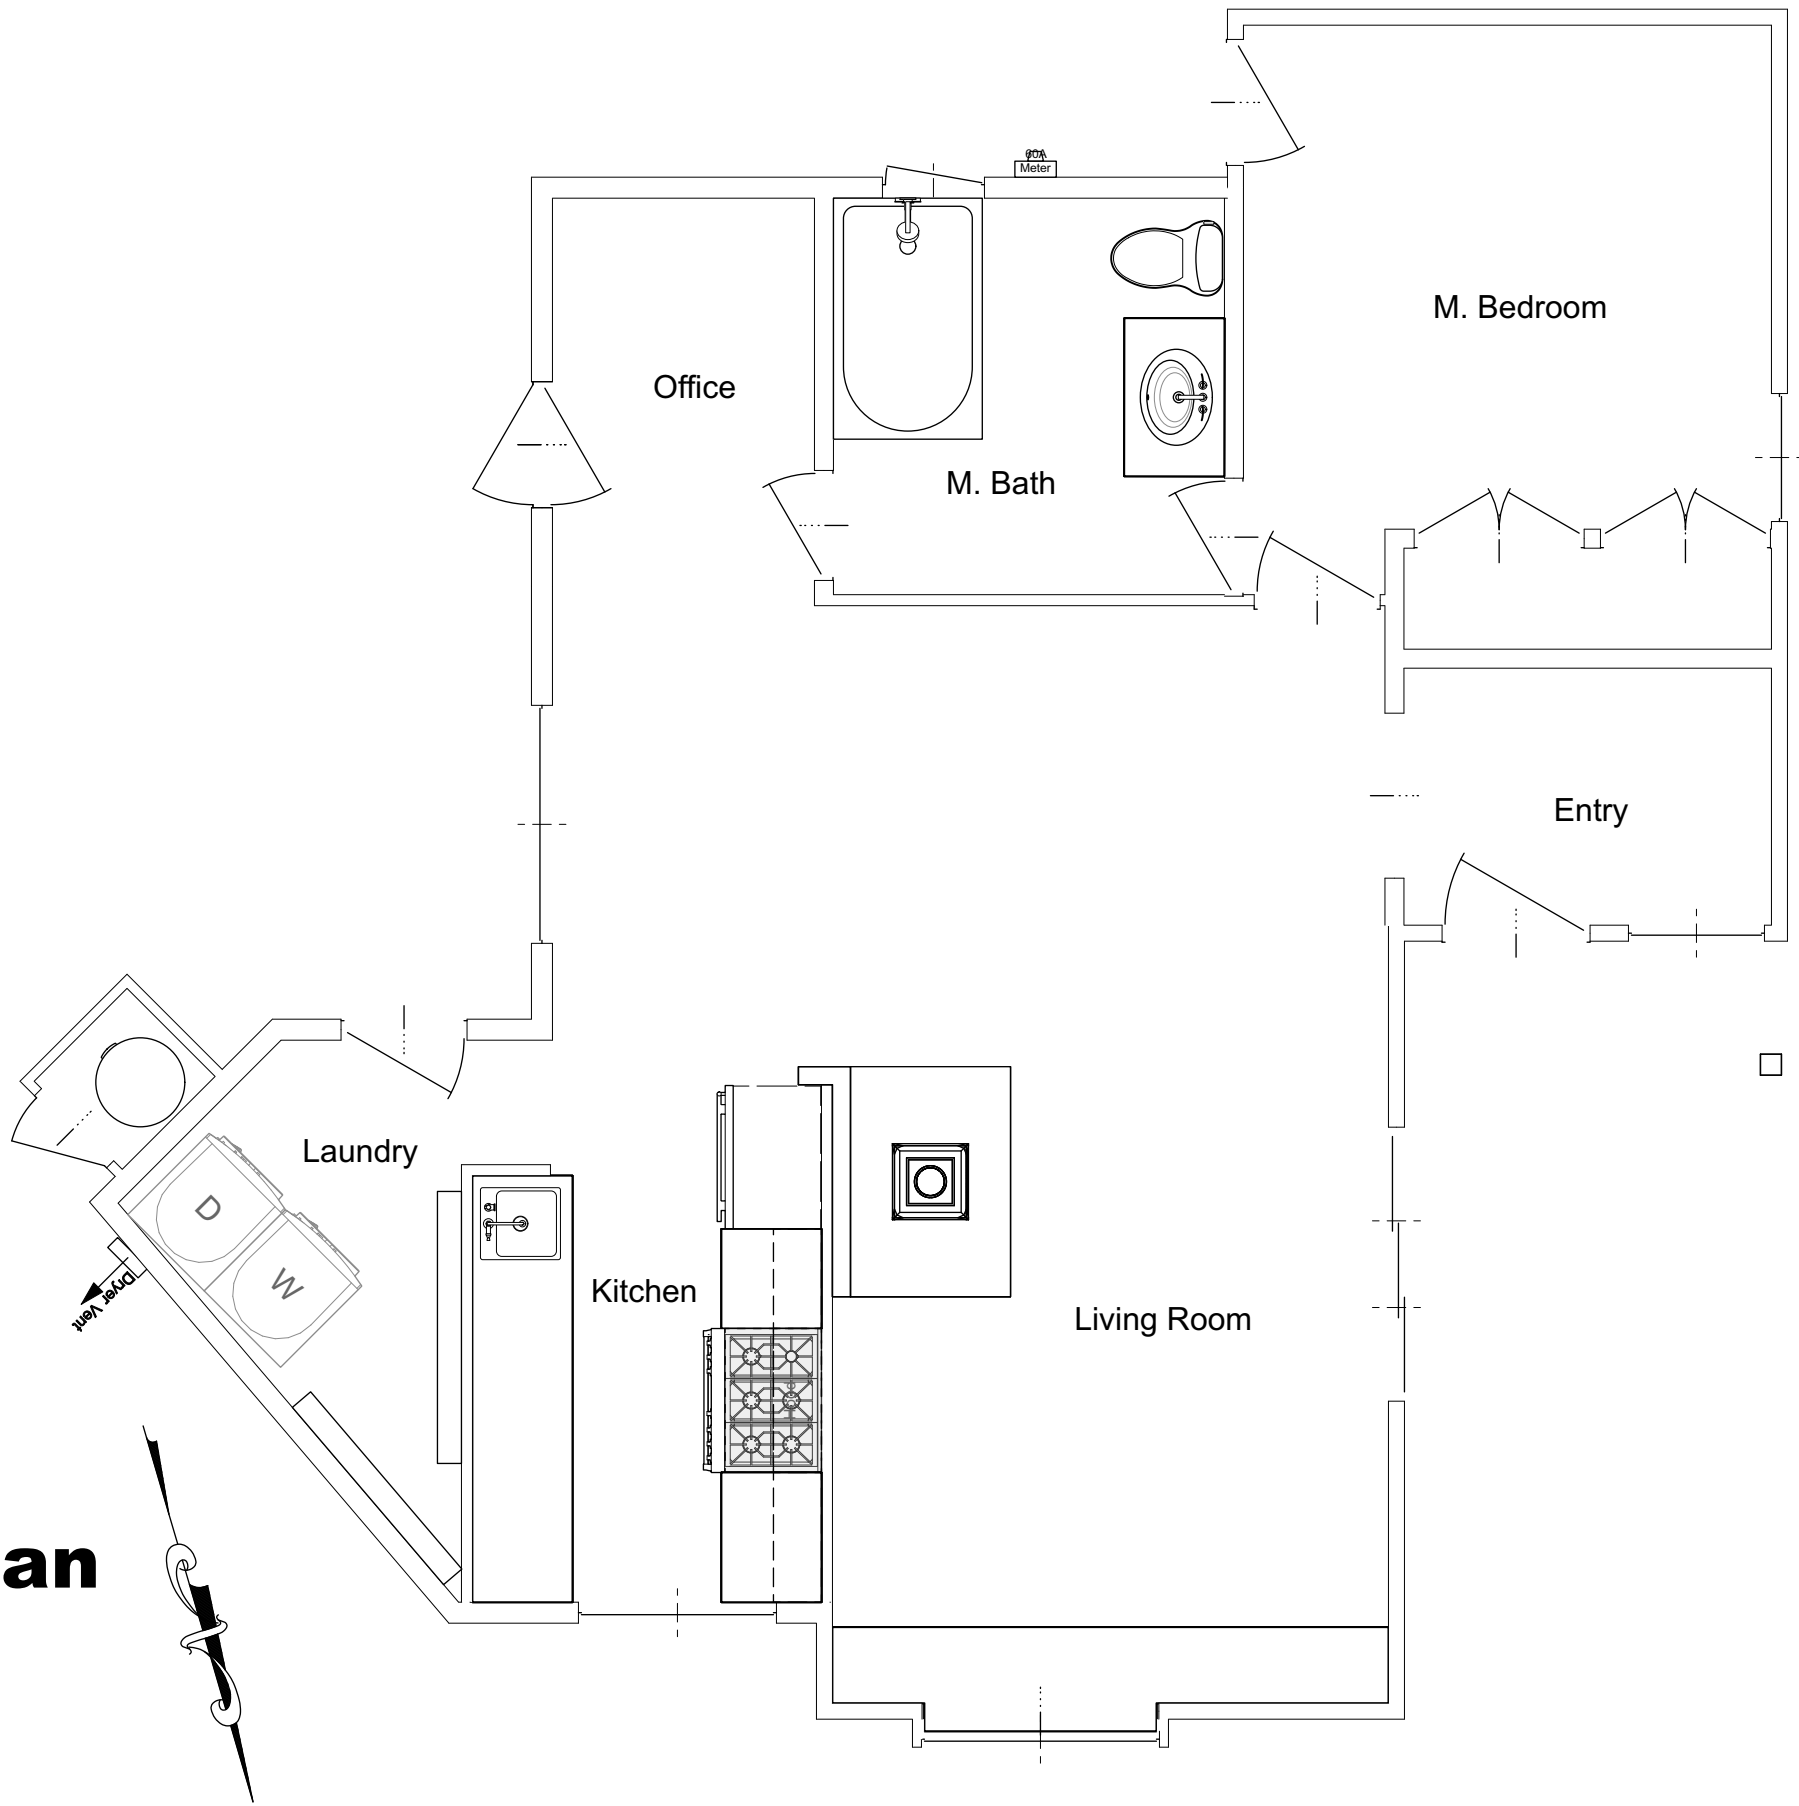 60A
Meter
M. Bedroom
Office
M. Bath
Entry
Laundry
D
W
Dryer Vent
Kitchen
Living Room
an